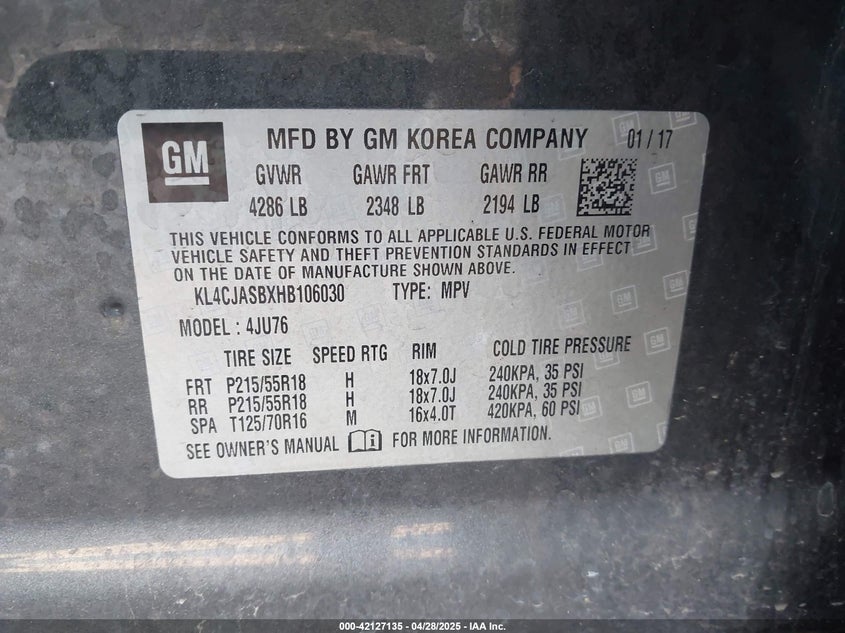 GM
MFD BY GM KOREA COMPANY 01/17
GVWR GAWR FRT GAWR RR
4286 LB 2348 LB 2194 LB
THIS VEHICLE CONFORMS TO ALL APPLICABLE U.S. FEDERAL MOTOR
VEHICLE SAFETY AND THEFT PREVENTION STANDARDS IN EFFECT
ON THE DATE OF MANUFACTURE SHOWN ABOVE.
KL4CJASBXHB106030 TYPE: MPV
MODEL : 4JU76
TIRE SIZE SPEED RTG RIM COLD TIRE PRESSURE
FRT P215/55R18 H 18x7.0J 240KPA, 35 PSI
RR P215/55R18 H 18x7.0J 240KPA, 35 PSI
SPA T125/70R16 M 16x4.0T 420KPA, 60 PSI
SEE OWNER'S MANUAL FOR MORE INFORMATION.
000-42127135 - 04/28/2025 - IAA Inc.